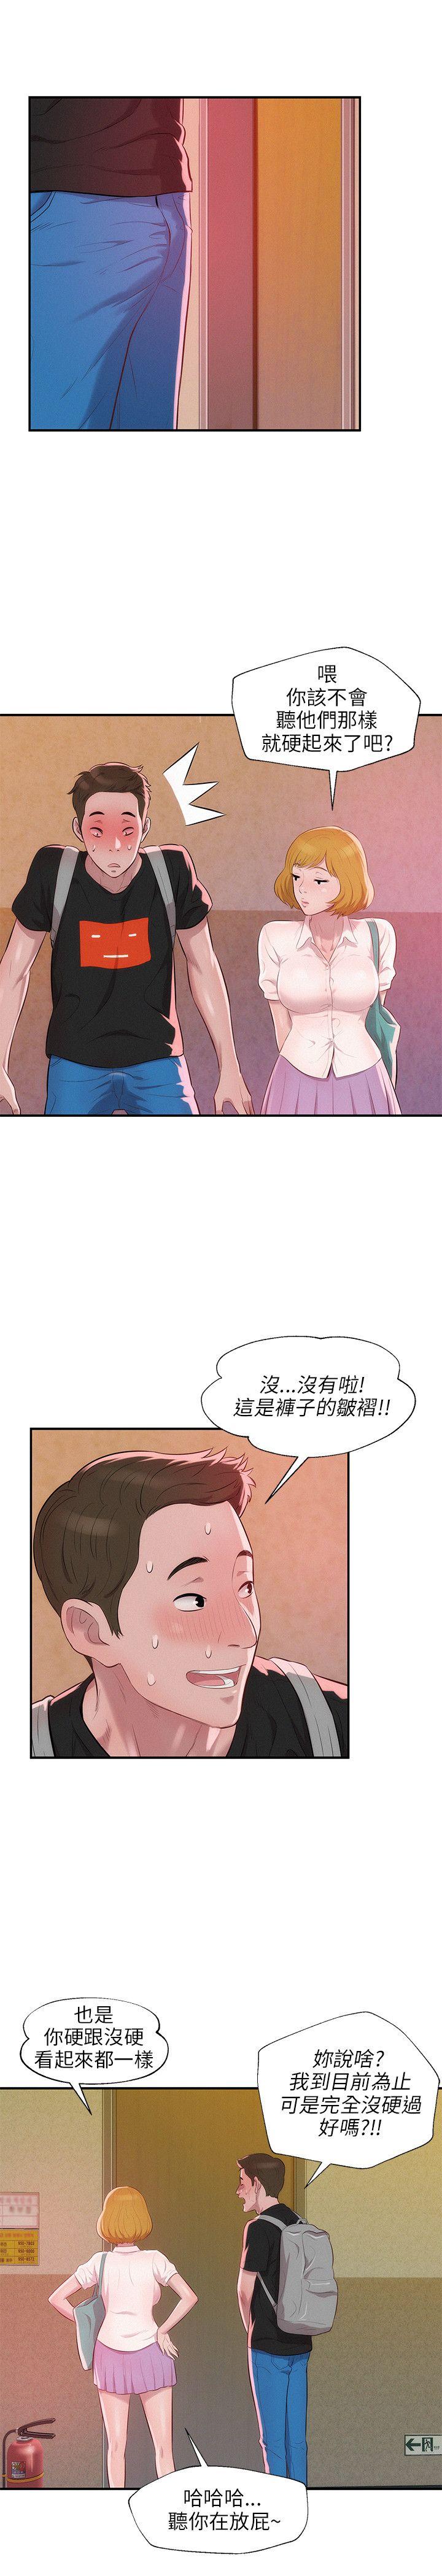 喂
你該不會
聽他們那樣
就硬起來了吧?
沒...沒有啦!
這是褲子的皺褶!!
也是
你硬跟沒硬
看起來都一樣
妳說啥?
我到目前為止
可是完全沒硬過
好嗎?!!
哈哈哈...
聽你在放屁~